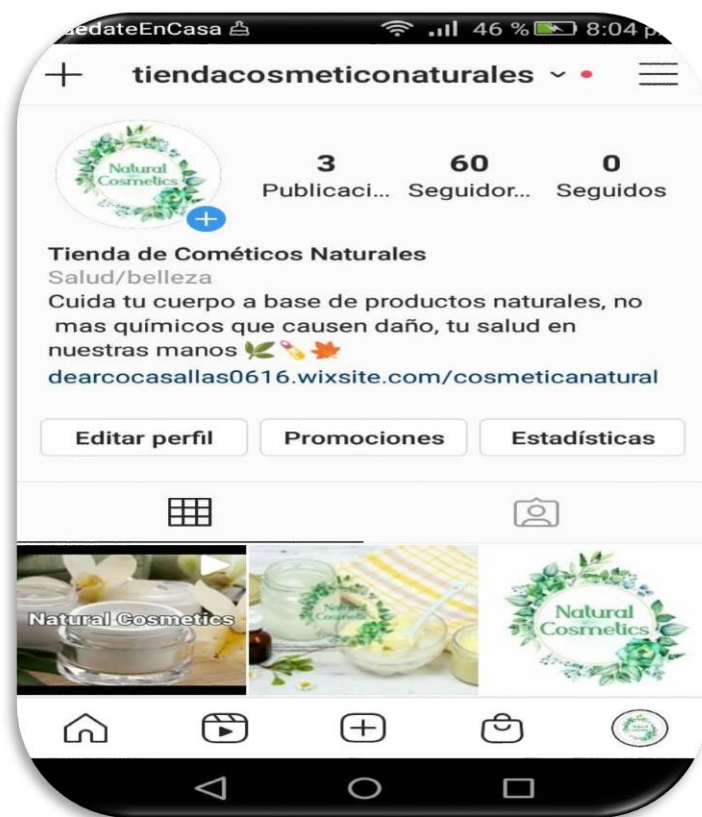 edateEnCasa 46 % 8:04 p
tiendacosmeticonaturales
Natural
Cosmetics
3 60 0
Publicaci... Seguidor... Seguidos
Tienda de Cométicos Naturales
Salud/belleza
Cuida tu cuerpo a base de productos naturales, no
mas químicos que causen daño, tu salud en
nuestras manos 🌿💊🍁
dearcocasallas0616.wixsite.com/cosmeticanatural
Editar perfil Promociones Estadísticas
Natural Cosmetics
Natural
Cosmetics
Natural
Cosmetics